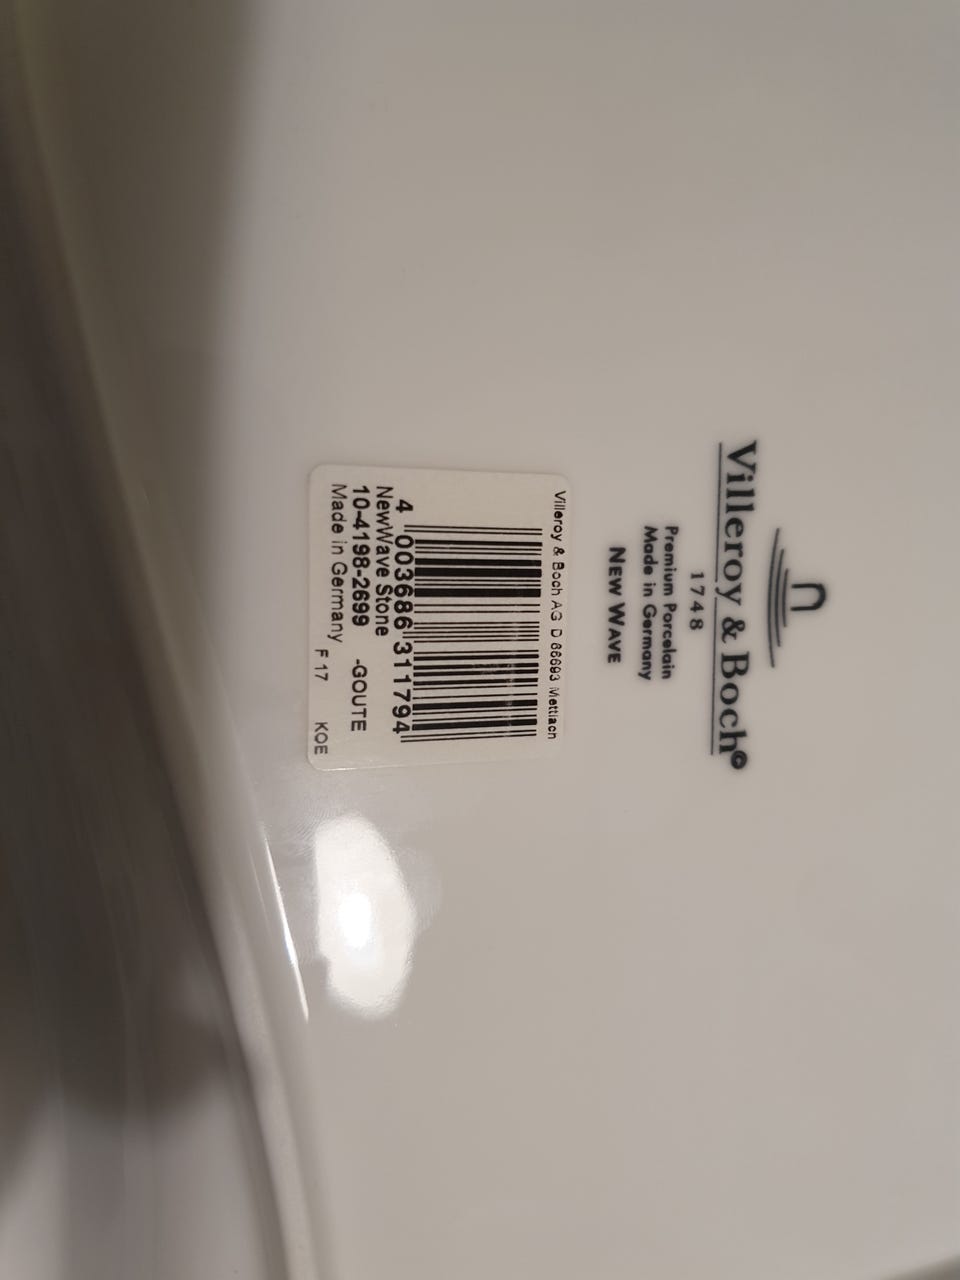 Villeroy & Boch©
1748
Premium Porcelain
Made in Germany
NEW WAVE
Villeroy & Boch AG D 66693 Mettlach
4 003686 311794
NewWave Stone
10-4198-2699 -GOUTE
Made in Germany F 17 KOE